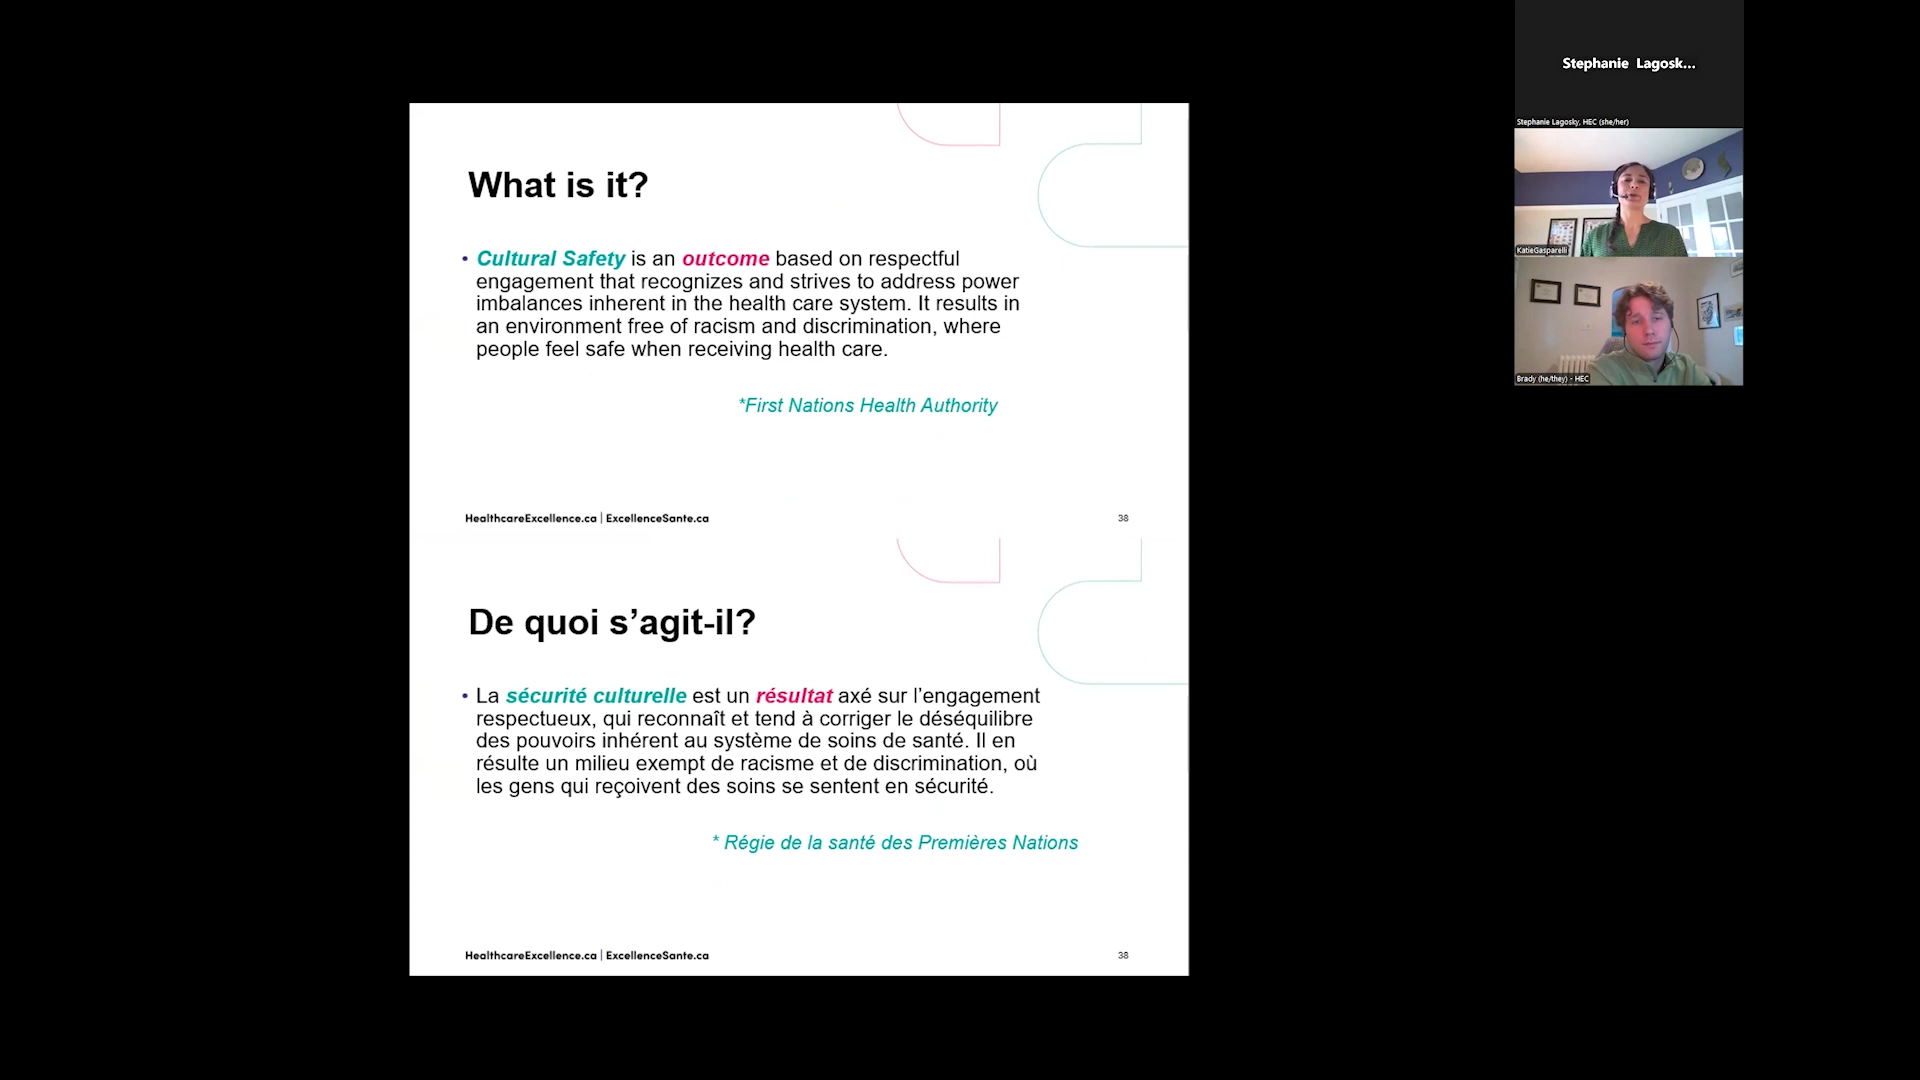 What is it?
• Cultural Safety is an outcome based on respectful
engagement that recognizes and strives to address power
imbalances inherent in the health care system. It results in
an environment free of racism and discrimination, where
people feel safe when receiving health care.
*First Nations Health Authority
HealthcareExcellence.ca | ExcellenceSante.ca
38
De quoi s’agit-il?
• La sécurité culturelle est un résultat axé sur l’engagement
respectueux, qui reconnaît et tend à corriger le déséquilibre
des pouvoirs inhérent au système de soins de santé. Il en
résulte un milieu exempt de racisme et de discrimination, où
les gens qui reçoivent des soins se sentent en sécurité.
* Régie de la santé des Premières Nations
HealthcareExcellence.ca | ExcellenceSante.ca
38
Stephanie Lagosk...
Stephanie Lagosky, HEC (she/her)
KatieGasparelli
Brady (he/they) - HEC